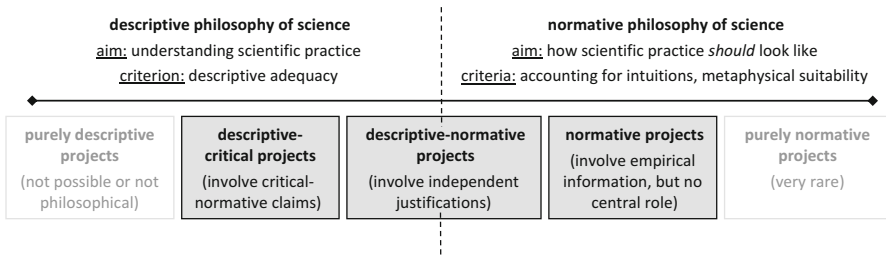 descriptive philosophy of science
aim: understanding scientific practice
criterion: descriptive adequacy
normative philosophy of science
aim: how scientific practice should look like
criteria: accounting for intuitions, metaphysical suitability
purely descriptive
projects
(not possible or not
philosophical)
descriptive-
critical projects
(involve critical-
normative claims)
descriptive-normative
projects
(involve independent
justifications)
normative projects
(involve empirical
information, but no
central role)
purely normative
projects
(very rare)